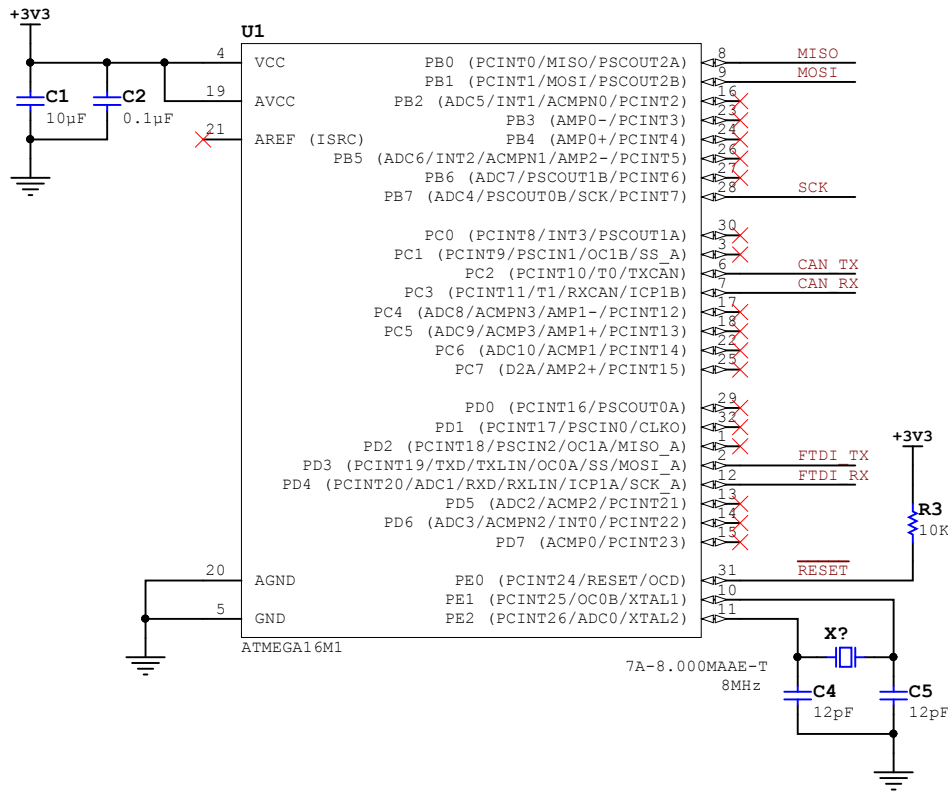 +3V3
U1
4 VCC
19 AVCC
21 AREF (ISRC)
C1
10µF
C2
0.1µF
PB0 (PCINT0/MISO/PSCOUT2A) 8 MISO
PB1 (PCINT1/MOSI/PSCOUT2B) 9 MOSI
PB2 (ADC5/INT1/ACMPN0/PCINT2) 16
PB3 (AMP0-/PCINT3) 23
PB4 (AMP0+/PCINT4) 24
PB5 (ADC6/INT2/ACMPN1/AMP2-/PCINT5) 26
PB6 (ADC7/PSCOUT1B/PCINT6) 27
PB7 (ADC4/PSCOUT0B/SCK/PCINT7) 28 SCK
PC0 (PCINT8/INT3/PSCOUT1A) 30
PC1 (PCINT9/PSCIN1/OC1B/SS_A) 3
PC2 (PCINT10/T0/TXCAN) 6 CAN_TX
PC3 (PCINT11/T1/RXCAN/ICP1B) 7 CAN_RX
PC4 (ADC8/ACMPN3/AMP1-/PCINT12) 17
PC5 (ADC9/ACMP3/AMP1+/PCINT13) 18
PC6 (ADC10/ACMP1/PCINT14) 22
PC7 (D2A/AMP2+/PCINT15) 25
PD0 (PCINT16/PSCOUT0A) 29
PD1 (PCINT17/PSCIN0/CLKO) 32
PD2 (PCINT18/PSCIN2/OC1A/MISO_A) 1
PD3 (PCINT19/TXD/TXLIN/OC0A/SS/MOSI_A) 2 FTDI_TX
PD4 (PCINT20/ADC1/RXD/RXLIN/ICP1A/SCK_A) 12 FTDI_RX
PD5 (ADC2/ACMP2/PCINT21) 13
PD6 (ADC3/ACMPN2/INT0/PCINT22) 14
PD7 (ACMP0/PCINT23) 15
+3V3
R3
10K
20 AGND
5 GND
PE0 (PCINT24/RESET/OCD) 31 RESET
PE1 (PCINT25/OC0B/XTAL1) 10
PE2 (PCINT26/ADC0/XTAL2) 11
ATMEGA16M1
X?
7A-8.000MAAE-T
8MHz
C4
12pF
C5
12pF